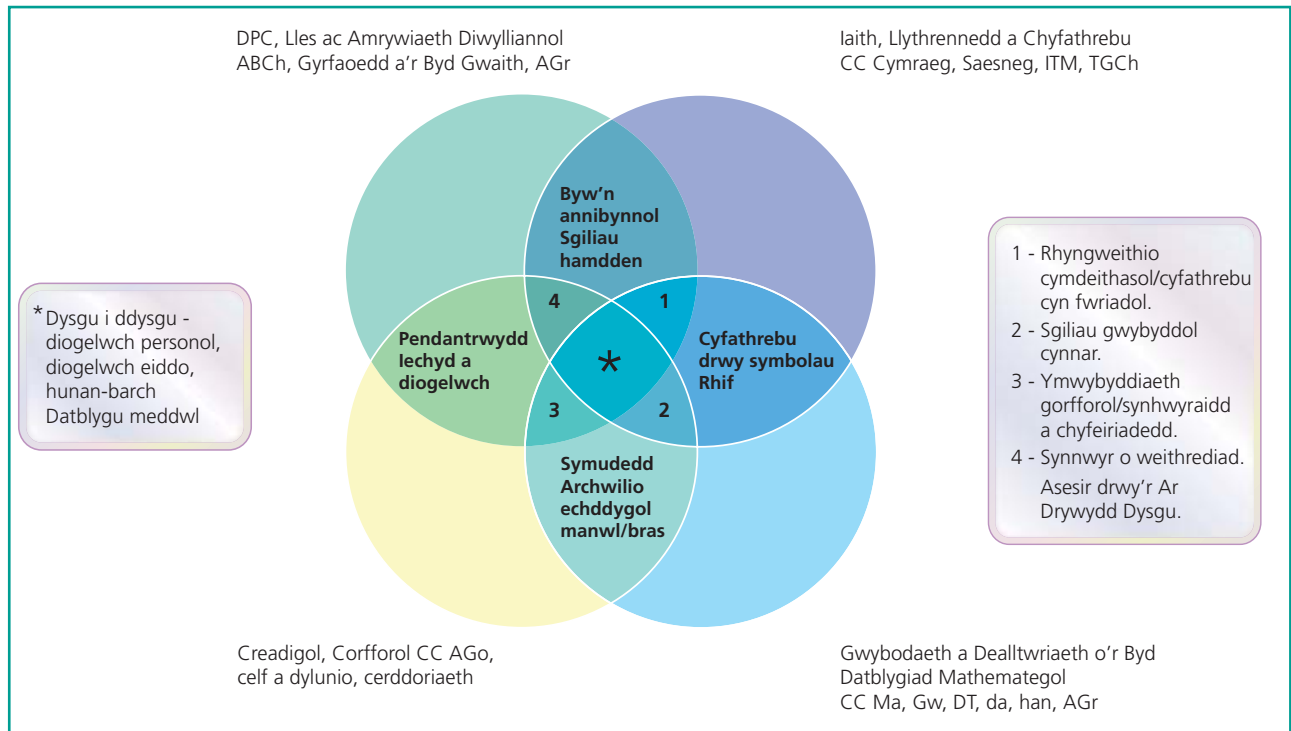 DPC, Lles ac Amrywiaeth Diwylliannol
ABCh, Gyrfaoedd a'r Byd Gwaith, AGr
Iaith, Llythrennedd a Chyfathrebu
CC Cymraeg, Saesneg, ITM, TGCh
Byw'n
annibynnol
Sgiliau
hamdden
4
1
Pendantrwydd
Iechyd a
diogelwch
*
Cyfathrebu
drwy symbolau
Rhif
3
2
Symudedd
Archwilio
echddygol
manwl/bras
* Dysgu i ddysgu -
diogelwch personol,
diogelwch eiddo,
hunan-barch
Datblygu meddwl
1 - Rhyngweithio
cymdeithasol/cyfathrebu
cyn fwriadol.
2 - Sgiliau gwybyddol
cynnar.
3 - Ymwybyddiaeth
gorfforol/synhwyraidd
a chyfeiriadedd.
4 - Synnwyr o weithrediad.
Asesir drwy'r Ar
Drywydd Dysgu.
Creadigol, Corfforol CC AGo,
celf a dylunio, cerddoriaeth
Gwybodaeth a Dealltwriaeth o'r Byd
Datblygiad Mathemategol
CC Ma, Gw, DT, da, han, AGr